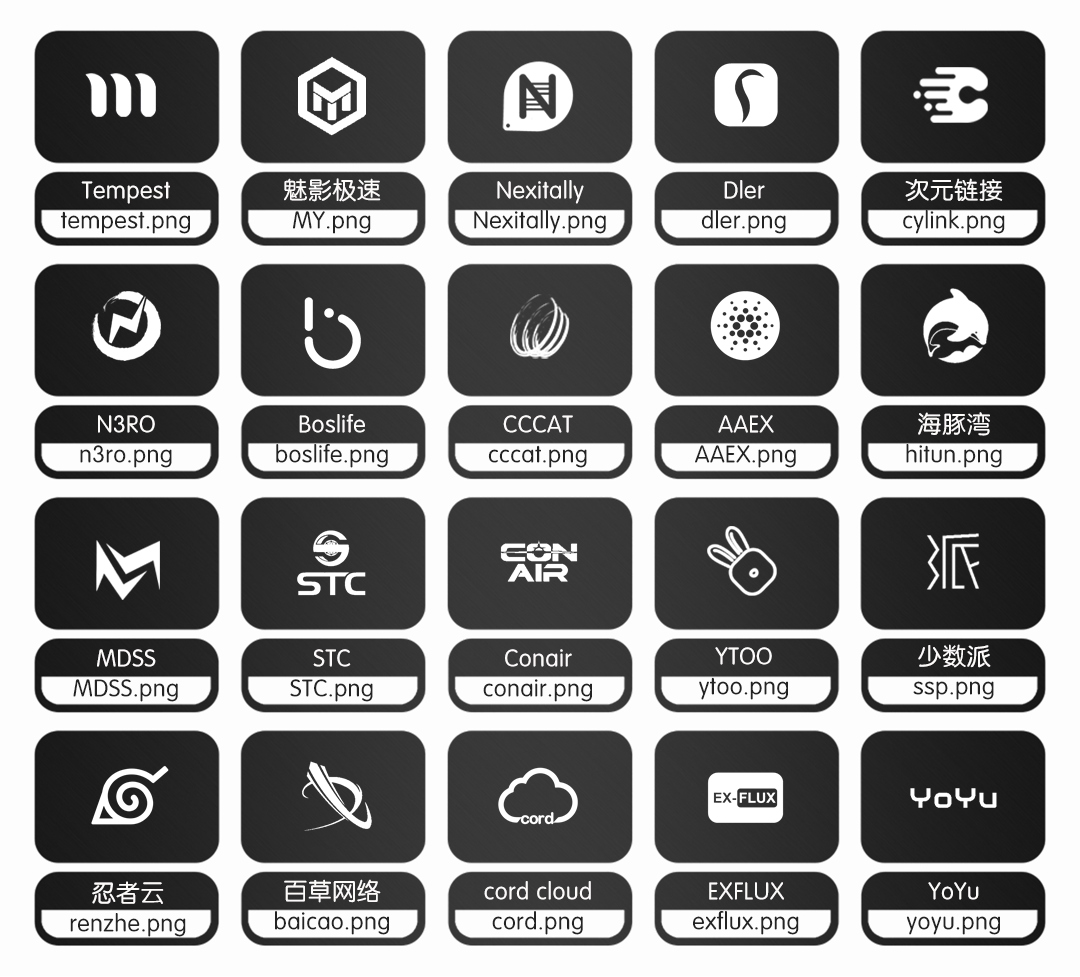 Tempest
tempest.png
魅影极速
MY.png
Nexitally
Nexitally.png
Dler
dler.png
次元链接
cylink.png
N3RO
n3ro.png
Boslife
boslife.png
CCCAT
cccat.png
AAEX
AAEX.png
海豚湾
hitun.png
STC
CON
AIR
派
MDSS
MDSS.png
STC
STC.png
Conair
conair.png
YTOO
ytoo.png
少数派
ssp.png
cord
EX-FLUX
YoYu
忍者云
renzhe.png
百草网络
baicao.png
cord cloud
cord.png
EXFLUX
exflux.png
YoYu
yoyu.png